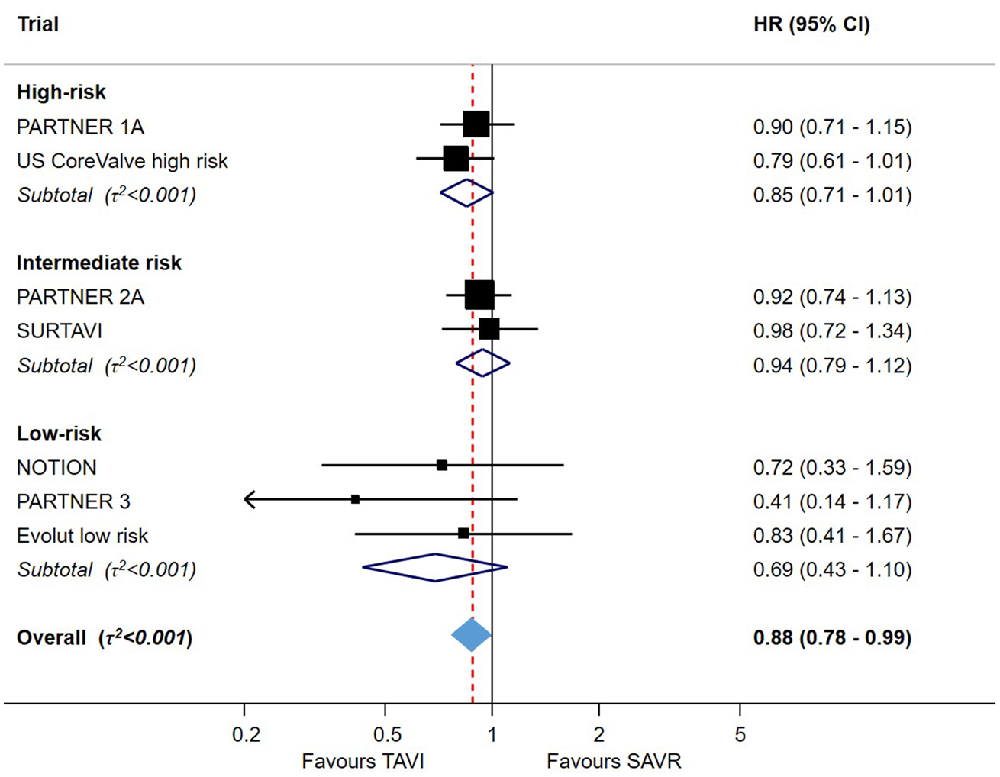 Trial HR (95% CI)
High-risk
PARTNER 1A 0.90 (0.71 - 1.15)
US CoreValve high risk 0.79 (0.61 - 1.01)
Subtotal (τ²<0.001) 0.85 (0.71 - 1.01)
Intermediate risk
PARTNER 2A 0.92 (0.74 - 1.13)
SURTAVI 0.98 (0.72 - 1.34)
Subtotal (τ²<0.001) 0.94 (0.79 - 1.12)
Low-risk
NOTION 0.72 (0.33 - 1.59)
PARTNER 3 0.41 (0.14 - 1.17)
Evolut low risk 0.83 (0.41 - 1.67)
Subtotal (τ²<0.001) 0.69 (0.43 - 1.10)
Overall (τ²<0.001) 0.88 (0.78 - 0.99)
0.2 0.5 1 2 5
Favours TAVI Favours SAVR